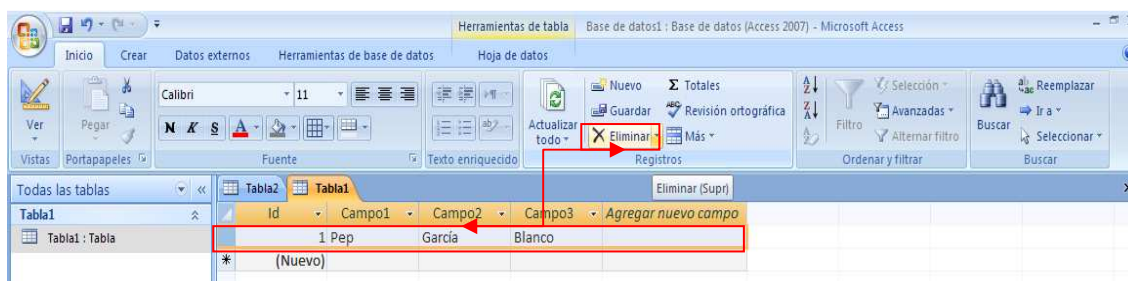 Herramientas de tabla Base de datos1 : Base de datos (Access 2007) - Microsoft Access
Inicio Crear Datos externos Herramientas de base de datos Hoja de datos
Ver
Vistas
Pegar
Portapapeles
Calibri 11
N K S A
Fuente
Texto enriquecido
Actualizar
todo
Nuevo Σ Totales
Guardar Revisión ortográfica
Eliminar Más
Registros
Filtro
Selección
Avanzadas
Alternar filtro
Ordenar y filtrar
Buscar
Reemplazar
Ir a
Seleccionar
Buscar
Todas las tablas «
Tabla1
Tabla1 : Tabla
Tabla2 Tabla1
Eliminar (Supr)
Id Campo1 Campo2 Campo3 Agregar nuevo campo
1 Pep García Blanco
* (Nuevo)